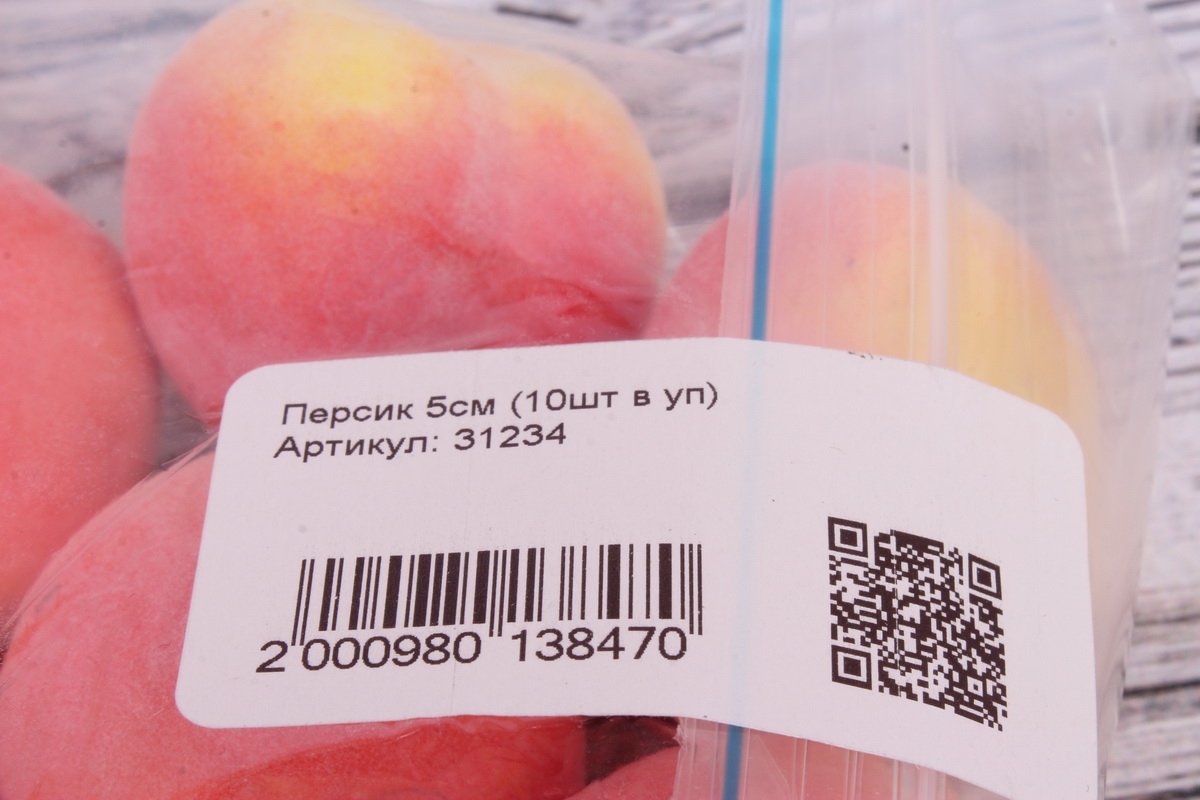 Персик 5см (10шт в уп)
Артикул: 31234
2 000980 138470